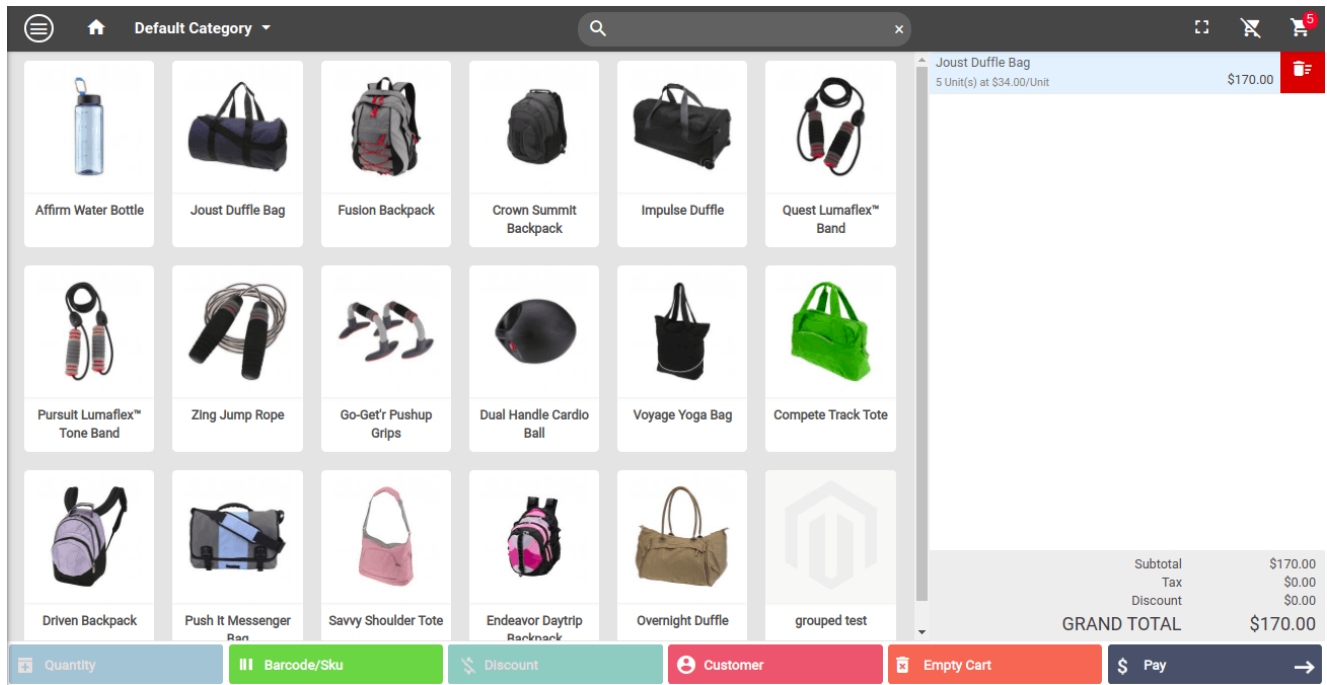 Default Category
×
5
Joust Duffle Bag
5 Unit(s) at $34.00/Unit
$170.00
Affirm Water Bottle
Joust Duffle Bag
Fusion Backpack
Crown Summit
Backpack
Impulse Duffle
Quest Lumaflex™
Band
Pursuit Lumaflex™
Tone Band
Zing Jump Rope
Go-Get'r Pushup
Grips
Dual Handle Cardio
Ball
Voyage Yoga Bag
Compete Track Tote
Driven Backpack
Push It Messenger
Bag
Savvy Shoulder Tote
Endeavor Daytrip
Backpack
Overnight Duffle
grouped test
Subtotal $170.00
Tax $0.00
Discount $0.00
GRAND TOTAL $170.00
Quantity
Barcode/Sku
Discount
Customer
Empty Cart
$ Pay →